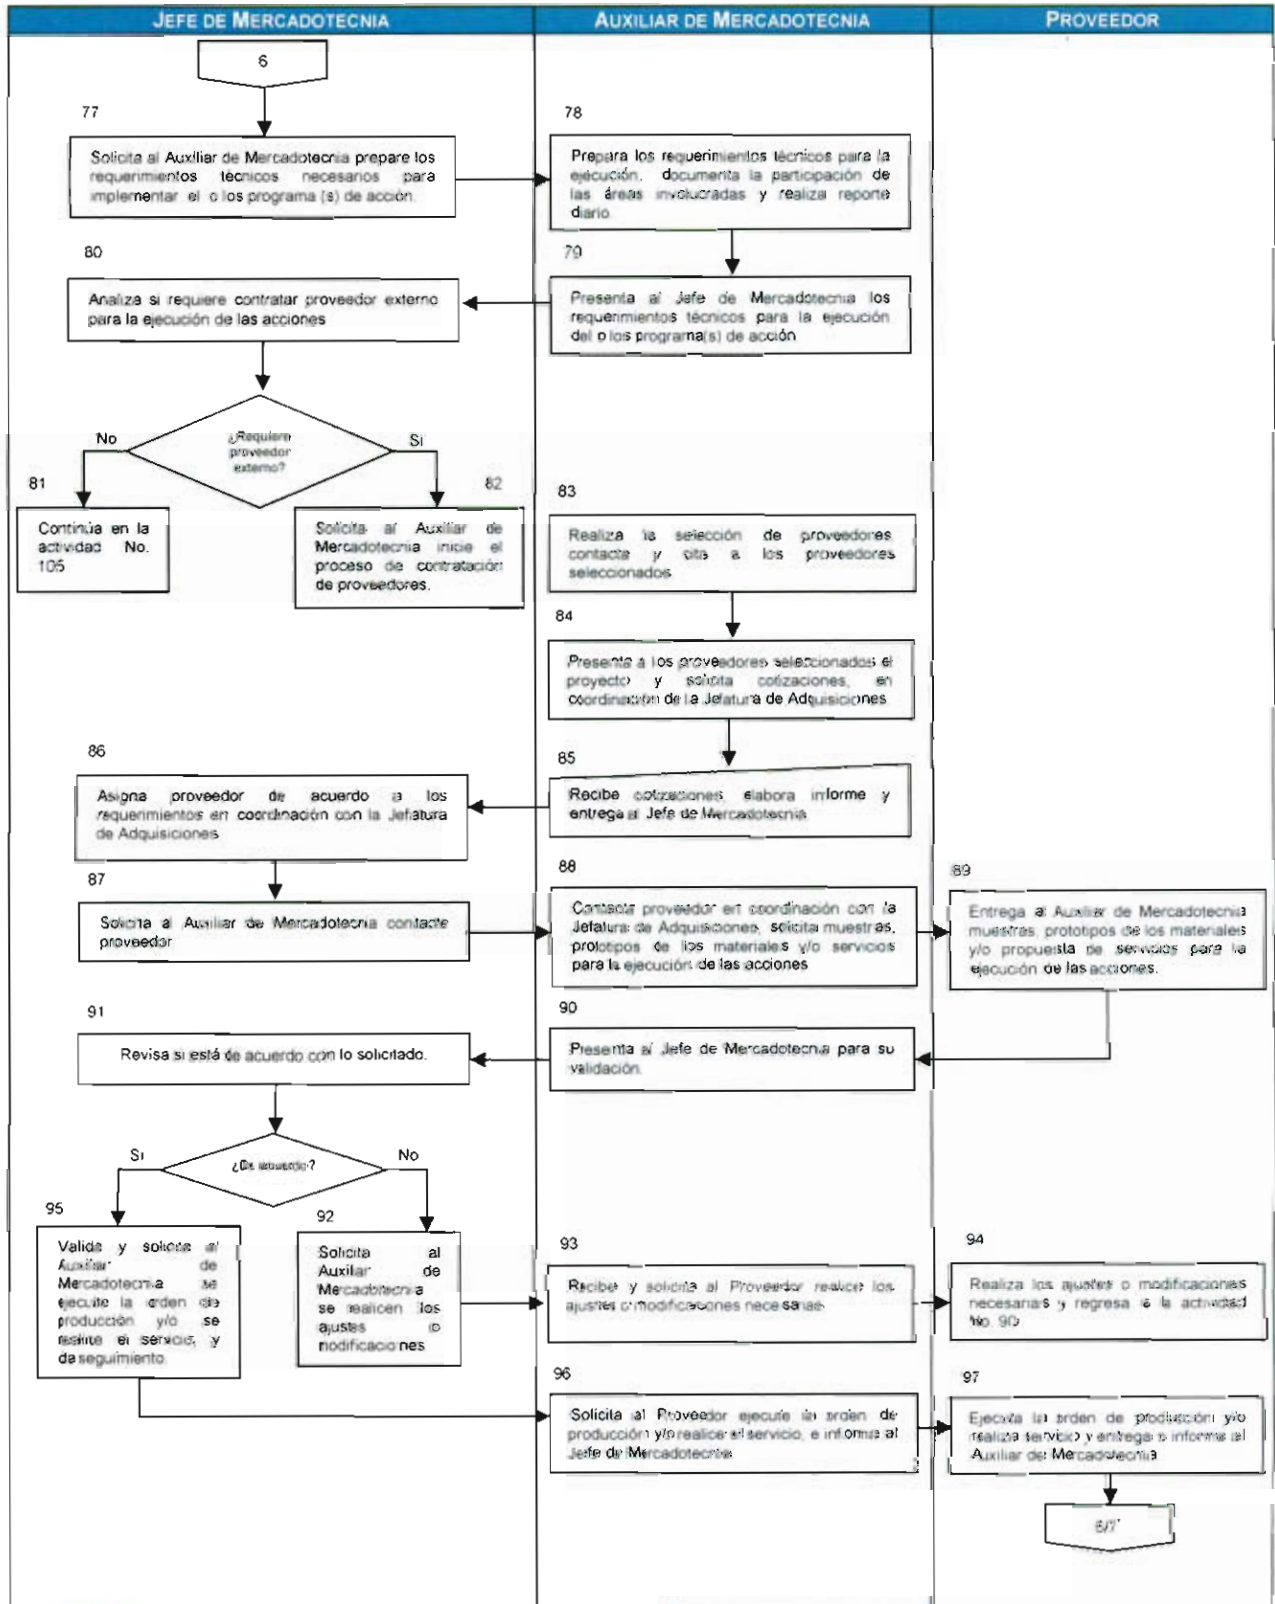 JEFE DE MERCADOTECNIA
AUXILIAR DE MERCADOTECNIA
PROVEEDOR
6
77
Solicita al Auxiliar de Mercadotecnia prepare los
requerimientos técnicos necesarios para
implementar el o los programa (s) de acción.
78
Prepara los requerimientos técnicos para la
ejecución, documenta la participación de
las áreas involucradas y realiza reporte
diario.
79
Presenta al Jefe de Mercadotecnia los
requerimientos técnicos para la ejecución
del o los programa(s) de acción
80
Analiza si requiere contratar proveedor externo
para la ejecución de las acciones
¿Requiere
proveedor
externo?
No
Si
81
Continúa en la
actividad No.
105
82
Solicita al Auxiliar de
Mercadotecnia inicie el
proceso de contratación
de proveedores.
83
Realiza la selección de proveedores
contacta y cita a los proveedores
seleccionados
84
Presenta a los proveedores seleccionados el
proyecto y solicita cotizaciones, en
coordinación de la Jefatura de Adquisiciones
85
Recibe cotizaciones, elabora informe y
entrega al Jefe de Mercadotecnia
86
Asigna proveedor de acuerdo a los
requerimientos en coordinación con la Jefatura
de Adquisiciones
87
Solicita al Auxiliar de Mercadotecnia contacte
proveedor
88
Contacta proveedor en coordinación con la
Jefatura de Adquisiciones, solicita muestras,
prototipos de los materiales y/o servicios
para la ejecución de las acciones
89
Entrega al Auxiliar de Mercadotecnia
muestras, prototipos de los materiales
y/o propuesta de servicios para la
ejecución de las acciones.
90
Presenta al Jefe de Mercadotecnia para su
validación.
91
Revisa si está de acuerdo con lo solicitado.
¿De acuerdo?
Si
No
95
Valida y solicita al
Auxiliar de
Mercadotecnia se
ejecute la orden de
producción y/o se
realice el servicio, y
da seguimiento
92
Solicita al
Auxiliar de
Mercadotecnia
se realicen los
ajustes o
modificaciones
93
Recibe y solicita al Proveedor realice los
ajustes o modificaciones necesarias
94
Realiza los ajustes o modificaciones
necesarias y regresa a la actividad
No. 90
96
Solicita al Proveedor ejecute la orden de
producción y/o realice el servicio, e informa al
Jefe de Mercadotecnia
97
Ejecuta la orden de producción y/o
realiza servicio y entrega o informa al
Auxiliar de Mercadotecnia
6/7